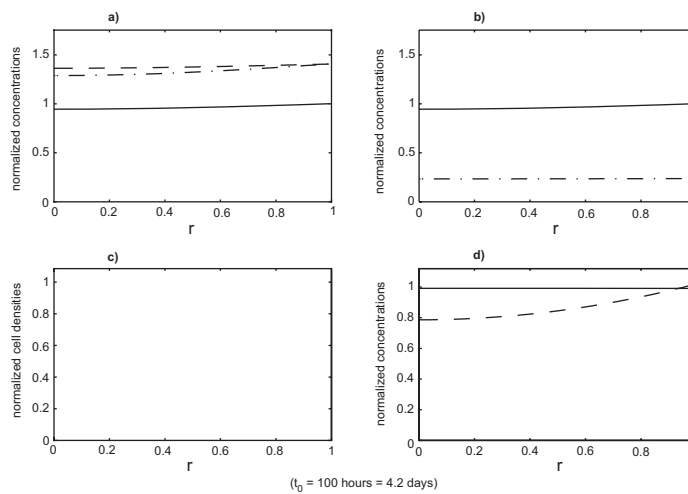 a)
b)
normalized concentrations
1.5
1
0.5
0
0 0.2 0.4 0.6 0.8 1
r
normalized concentrations
1.5
1
0.5
0
0 0.2 0.4 0.6 0.8
r
c)
d)
normalized cell densities
1
0.8
0.6
0.4
0.2
0
0 0.2 0.4 0.6 0.8 1
r
normalized concentrations
1
0.8
0.6
0.4
0.2
0
0 0.2 0.4 0.6 0.8
r
(t0 = 100 hours = 4.2 days)